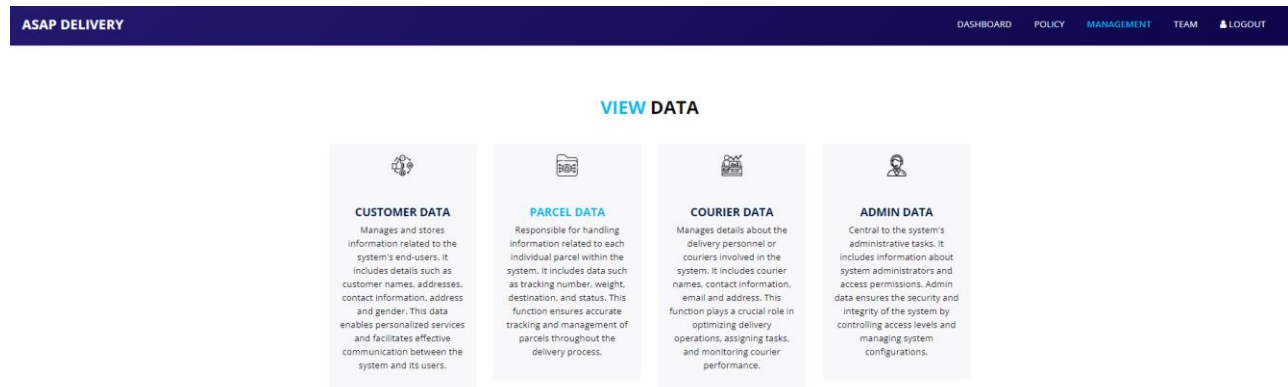 ASAP DELIVERY
DASHBOARD POLICY MANAGEMENT TEAM LOGOUT
VIEW DATA
CUSTOMER DATA
Manages and stores
information related to the
system's end-users. It
includes details such as
customer names, addresses,
contact information, address
and gender. This data
enables personalized services
and facilitates effective
communication between the
system and its users.
PARCEL DATA
Responsible for handling
information related to each
individual parcel within the
system. It includes data such
as tracking number, weight,
destination, and status. This
function ensures accurate
tracking and management of
parcels throughout the
delivery process.
COURIER DATA
Manages details about the
delivery personnel or
couriers involved in the
system. It includes courier
names, contact information,
email and address. This
function plays a crucial role in
optimizing delivery
operations, assigning tasks,
and monitoring courier
performance.
ADMIN DATA
Central to the system's
administrative tasks. It
includes information about
system administrators and
access permissions. Admin
data ensures the security and
integrity of the system by
controlling access levels and
managing system
configurations.